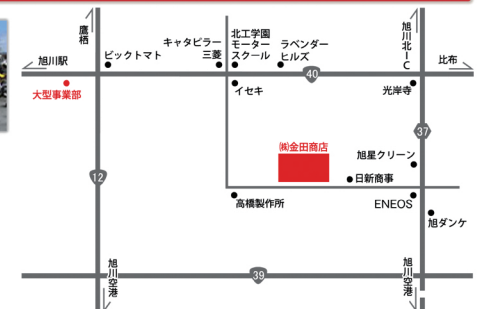 鷹栖
旭川駅
ビックトマト
キャタピラー
三菱
北工学園
モーター
スクール
ラベンダー
ヒルズ
旭川北IC
比布
大型事業部
イセキ
40
光岸寺
37
㈱金田商店
旭星クリーン
日新商事
12
高橋製作所
ENEOS
旭ダンケ
旭川空港
39
旭川空港